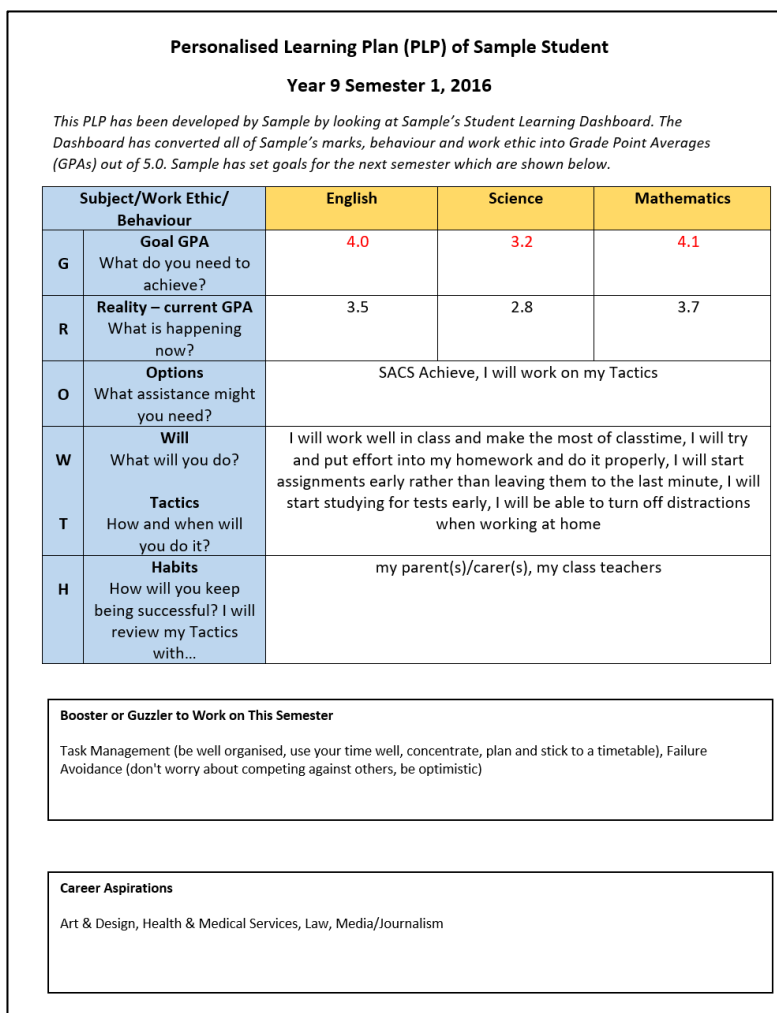 Personalised Learning Plan (PLP) of Sample Student
Year 9 Semester 1, 2016
This PLP has been developed by Sample by looking at Sample's Student Learning Dashboard. The
Dashboard has converted all of Sample's marks, behaviour and work ethic into Grade Point Averages
(GPAs) out of 5.0. Sample has set goals for the next semester which are shown below.
Subject/Work Ethic/
Behaviour
English
Science
Mathematics
G
Goal GPA
What do you need to
achieve?
4.0
3.2
4.1
R
Reality – current GPA
What is happening
now?
3.5
2.8
3.7
O
Options
What assistance might
you need?
SACS Achieve, I will work on my Tactics
W
Will
What will you do?
T
Tactics
How and when will
you do it?
I will work well in class and make the most of classtime, I will try
and put effort into my homework and do it properly, I will start
assignments early rather than leaving them to the last minute, I will
start studying for tests early, I will be able to turn off distractions
when working at home
H
Habits
How will you keep
being successful? I will
review my Tactics
with…
my parent(s)/carer(s), my class teachers
Booster or Guzzler to Work on This Semester
Task Management (be well organised, use your time well, concentrate, plan and stick to a timetable), Failure
Avoidance (don't worry about competing against others, be optimistic)
Career Aspirations
Art & Design, Health & Medical Services, Law, Media/Journalism